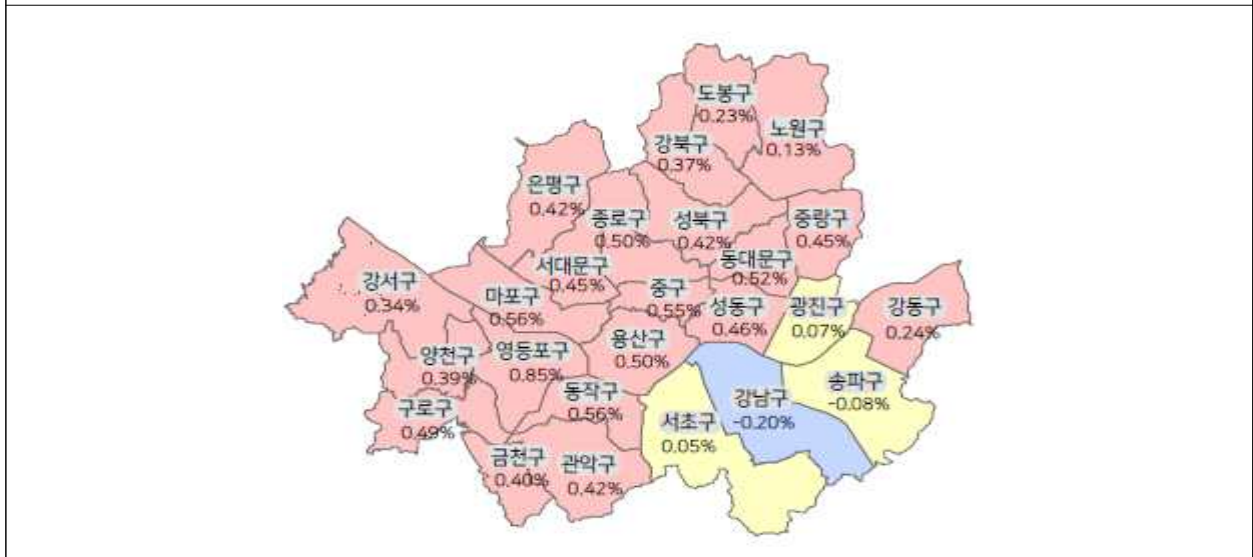 도봉구
0.23%
노원구
0.13%
강북구
0.37%
은평구
0.42%
종로구
0.50%
성북구
0.42%
중랑구
0.45%
동대문구
0.52%
서대문구
0.45%
강서구
0.34%
마포구
0.56%
중구
0.55%
성동구
0.46%
광진구
0.07%
강동구
0.24%
용산구
0.50%
양천구
0.39%
영등포구
0.85%
동작구
0.56%
송파구
-0.08%
강남구
-0.20%
구로구
0.49%
서초구
0.05%
금천구
0.40%
관악구
0.42%